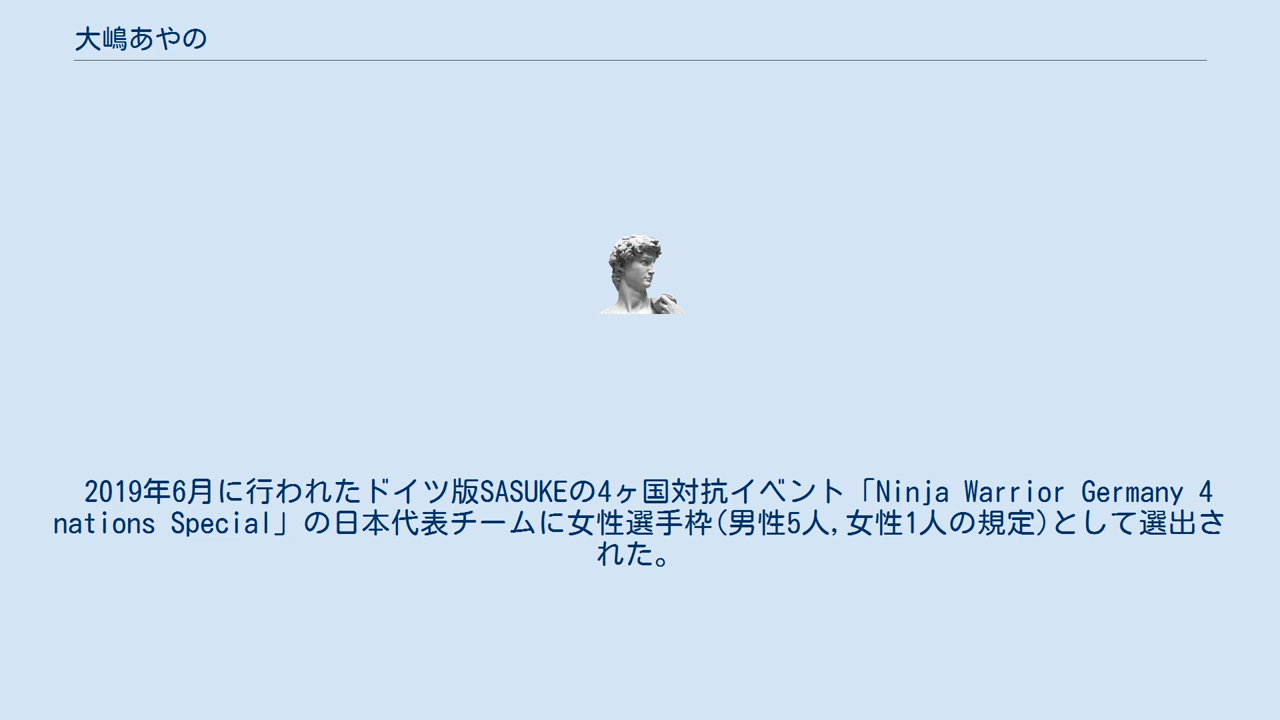 大嶋あやの
2019年6月に行われたドイツ版SASUKEの4ヶ国対抗イベント「Ninja Warrior Germany 4
nations Special」の日本代表チームに女性選手枠(男性5人,女性1人の規定)として選出さ
れた。